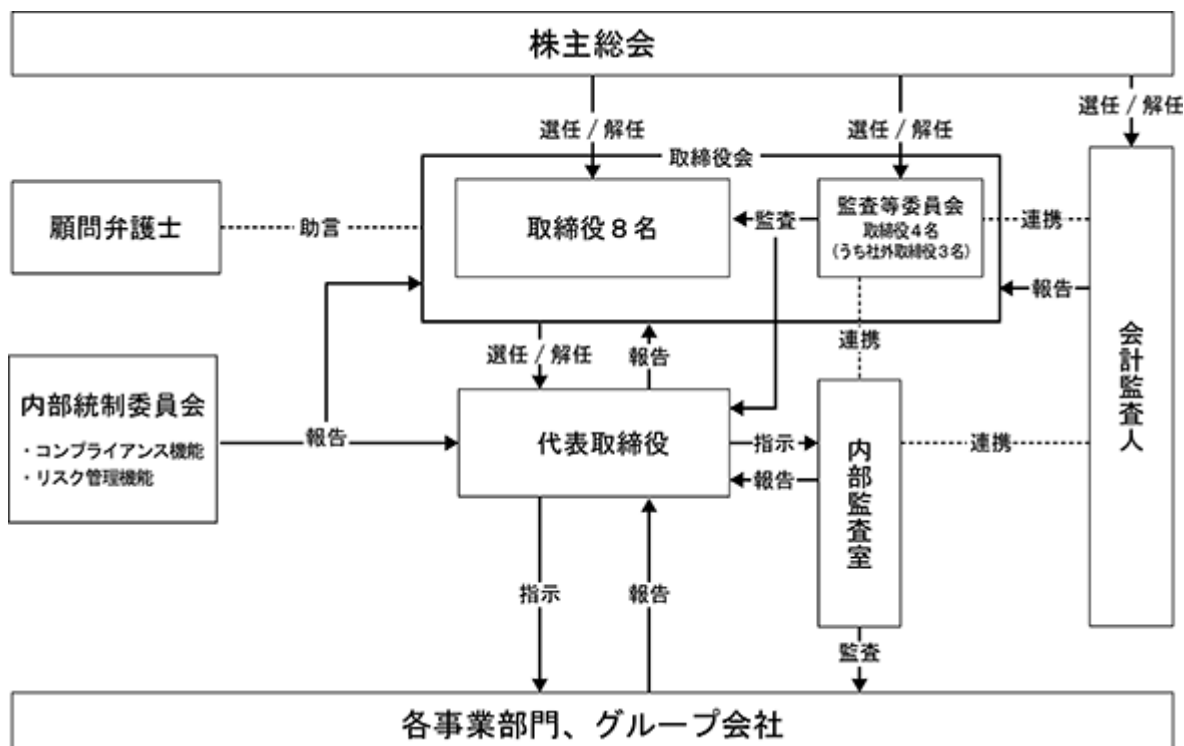 株主総会
選任 / 解任
選任 / 解任
選任 / 解任
取締役会
顧問弁護士
助言
取締役8名
監査
監査等委員会
取締役4名
(うち社外取締役3名)
連携
報告
会計監査人
選任 / 解任
報告
連携
内部統制委員会
・コンプライアンス機能
・リスク管理機能
報告
代表取締役
指示
報告
内部監査室
連携
指示
報告
監査
各事業部門、グループ会社